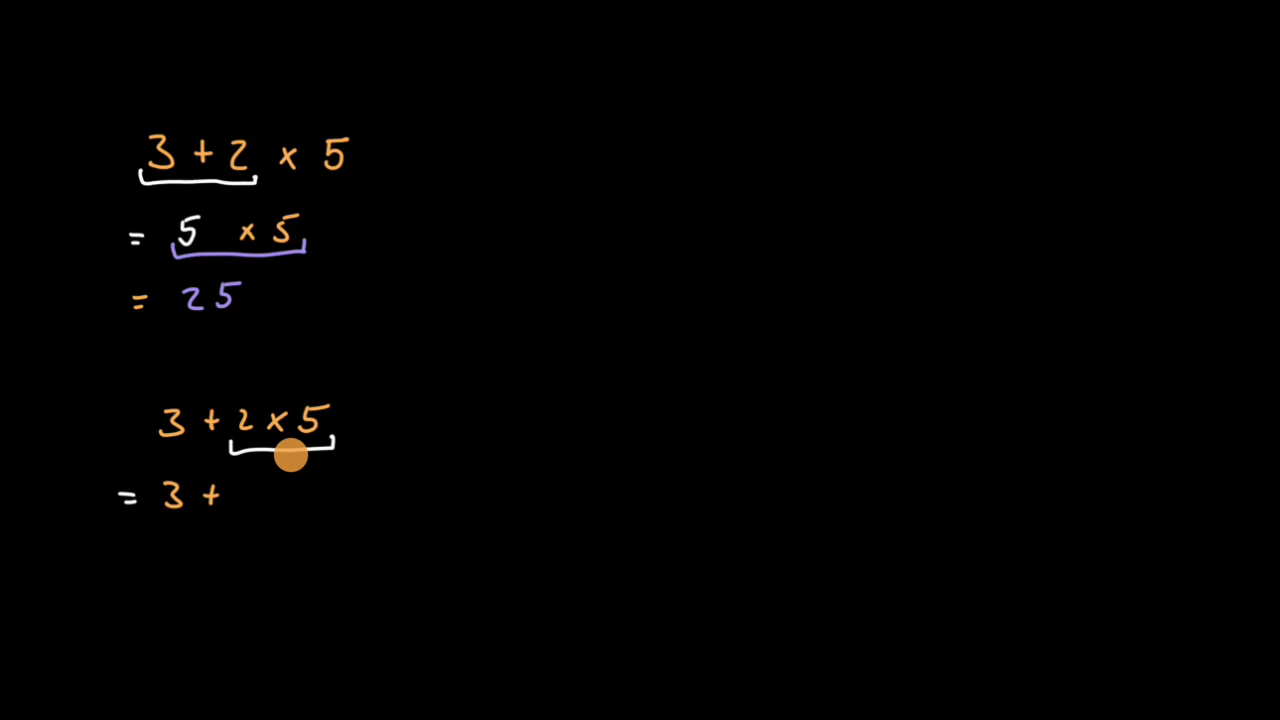 3 + 2 × 5
= 5 × 5
= 25
3 + 2 × 5
= 3 +